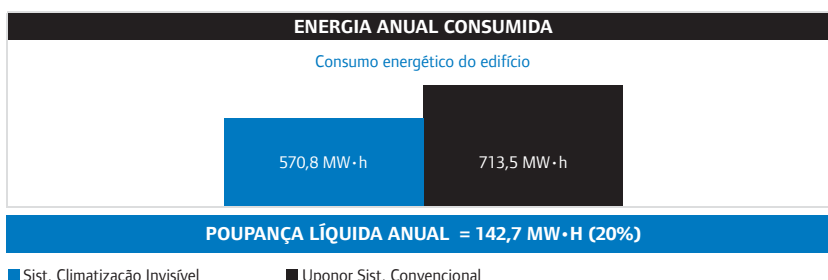 ENERGIA ANUAL CONSUMIDA
Consumo energético do edifício
570,8 MW·h
713,5 MW·h
POUPANÇA LÍQUIDA ANUAL = 142,7 MW·H (20%)
Sist. Climatização Invisível
Uponor Sist. Convencional